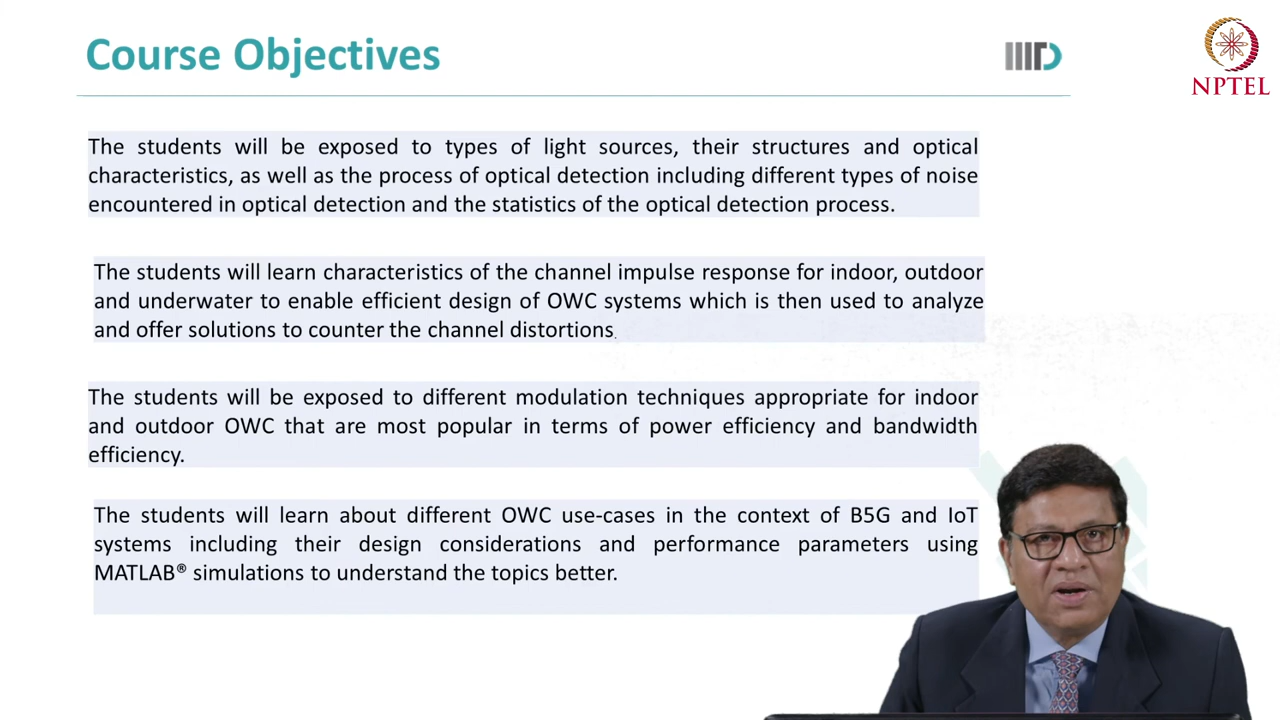 Course Objectives
IIITD
NPTEL
The students will be exposed to types of light sources, their structures and optical
characteristics, as well as the process of optical detection including different types of noise
encountered in optical detection and the statistics of the optical detection process.
The students will learn characteristics of the channel impulse response for indoor, outdoor
and underwater to enable efficient design of OWC systems which is then used to analyze
and offer solutions to counter the channel distortions.
The students will be exposed to different modulation techniques appropriate for indoor
and outdoor OWC that are most popular in terms of power efficiency and bandwidth
efficiency.
The students will learn about different OWC use-cases in the context of B5G and IoT
systems including their design considerations and performance parameters using
MATLAB® simulations to understand the topics better.